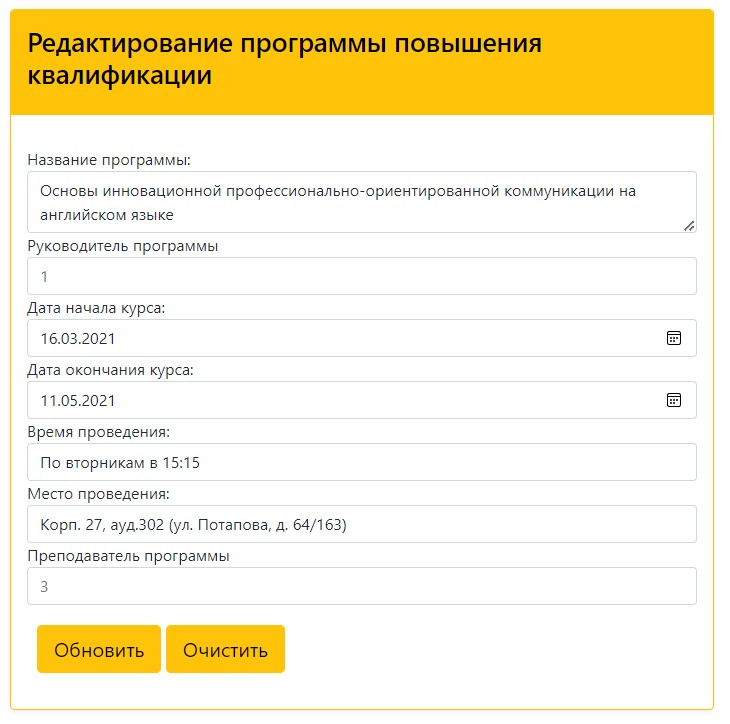 Редактирование программы повышения
квалификации
Название программы:
Основы инновационной профессионально-ориентированной коммуникации на
английском языке
Руководитель программы
1
Дата начала курса:
16.03.2021
Дата окончания курса:
11.05.2021
Время проведения:
По вторникам в 15:15
Место проведения:
Корп. 27, ауд.302 (ул. Потапова, д. 64/163)
Преподаватель программы
3
Обновить Очистить